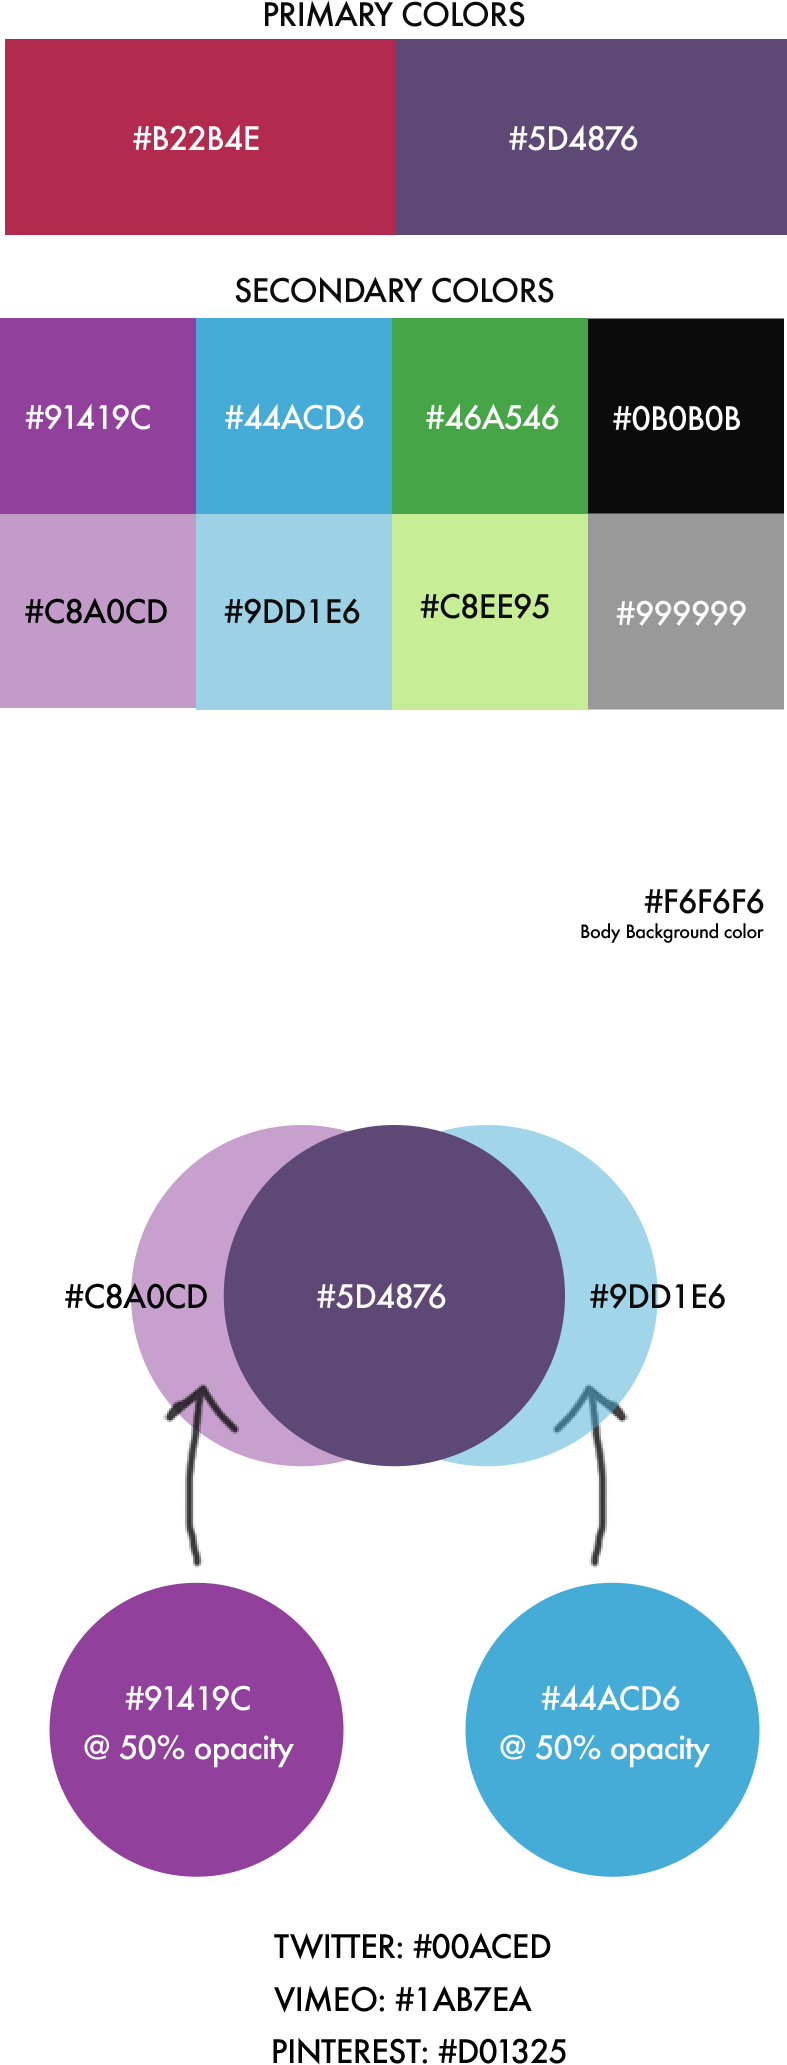 PRIMARY COLORS
#B22B4E
#5D4876
SECONDARY COLORS
#91419C
#44ACD6
#46A546
#0B0B0B
#C8A0CD
#9DD1E6
#C8EE95
#999999
#F6F6F6
Body Background color
#C8A0CD
#5D4876
#9DD1E6
#91419C
@ 50% opacity
#44ACD6
@ 50% opacity
TWITTER: #00ACED
VIMEO: #1AB7EA
PINTEREST: #D01325